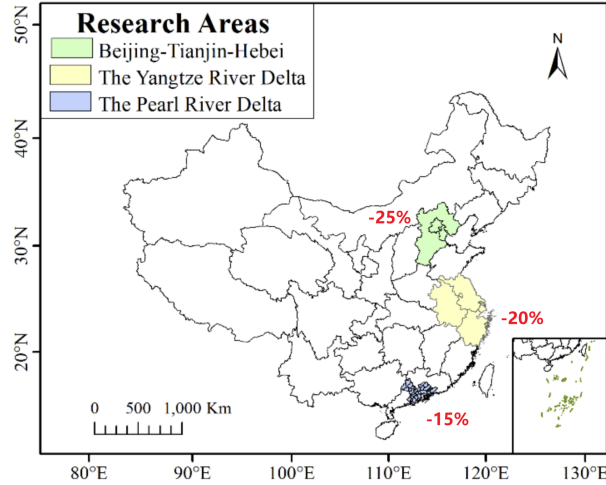 Research Areas
Beijing-Tianjin-Hebei
The Yangtze River Delta
The Pearl River Delta
N
50°N
40°N
30°N
20°N
-25%
-20%
-15%
0 500 1,000 Km
80°E 90°E 100°E 110°E 120°E 130°E